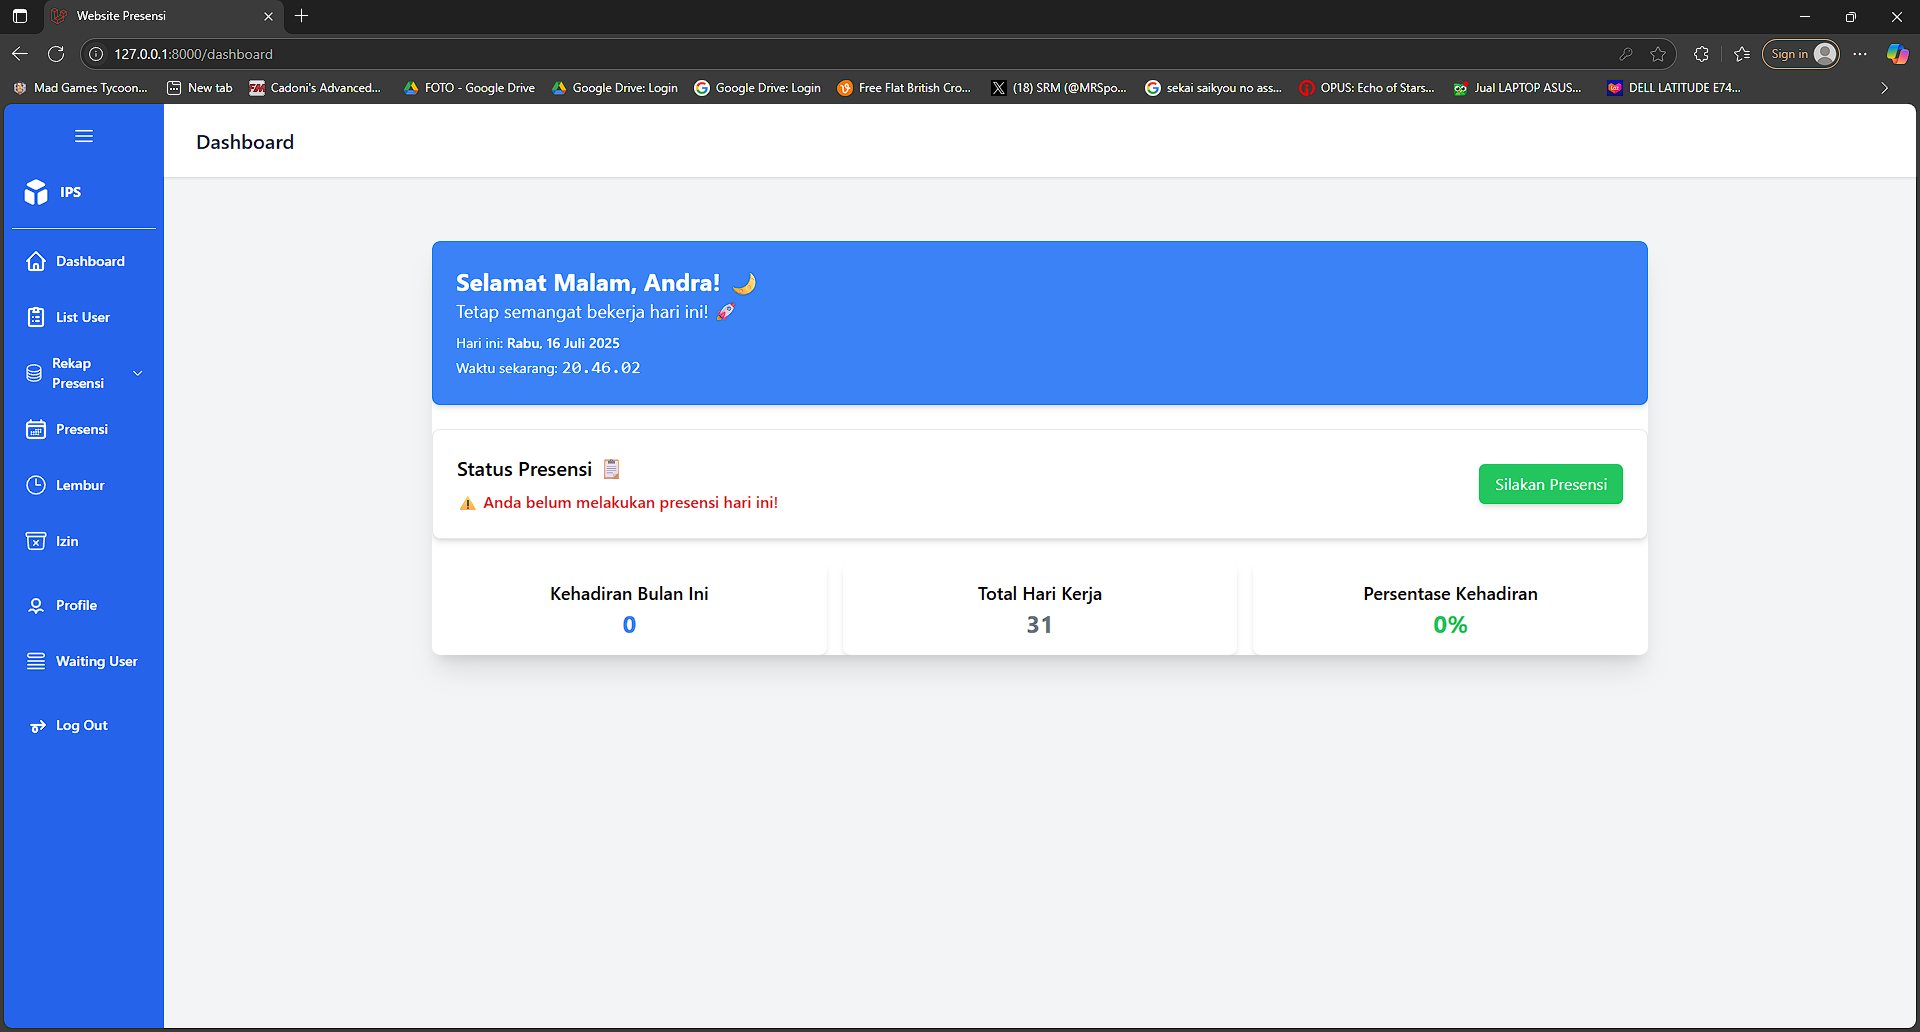 Website Presensi
127.0.0.1:8000/dashboard
Sign in
Mad Games Tycoon...
New tab
Cadoni's Advanced...
FOTO - Google Drive
Google Drive: Login
Google Drive: Login
Free Flat British Cro...
(18) SRM (@MRSpo...
sekai saikyou no ass...
OPUS: Echo of Stars...
Jual LAPTOP ASUS...
DELL LATITUDE E74...
IPS
Dashboard
List User
Rekap
Presensi
Presensi
Lembur
Izin
Profile
Waiting User
Log Out
Dashboard
Selamat Malam, Andra! 🌙
Tetap semangat bekerja hari ini! 🚀
Hari ini: Rabu, 16 Juli 2025
Waktu sekarang: 20.46.02
Status Presensi 📋
⚠️ Anda belum melakukan presensi hari ini!
Silakan Presensi
Kehadiran Bulan Ini
0
Total Hari Kerja
31
Persentase Kehadiran
0%